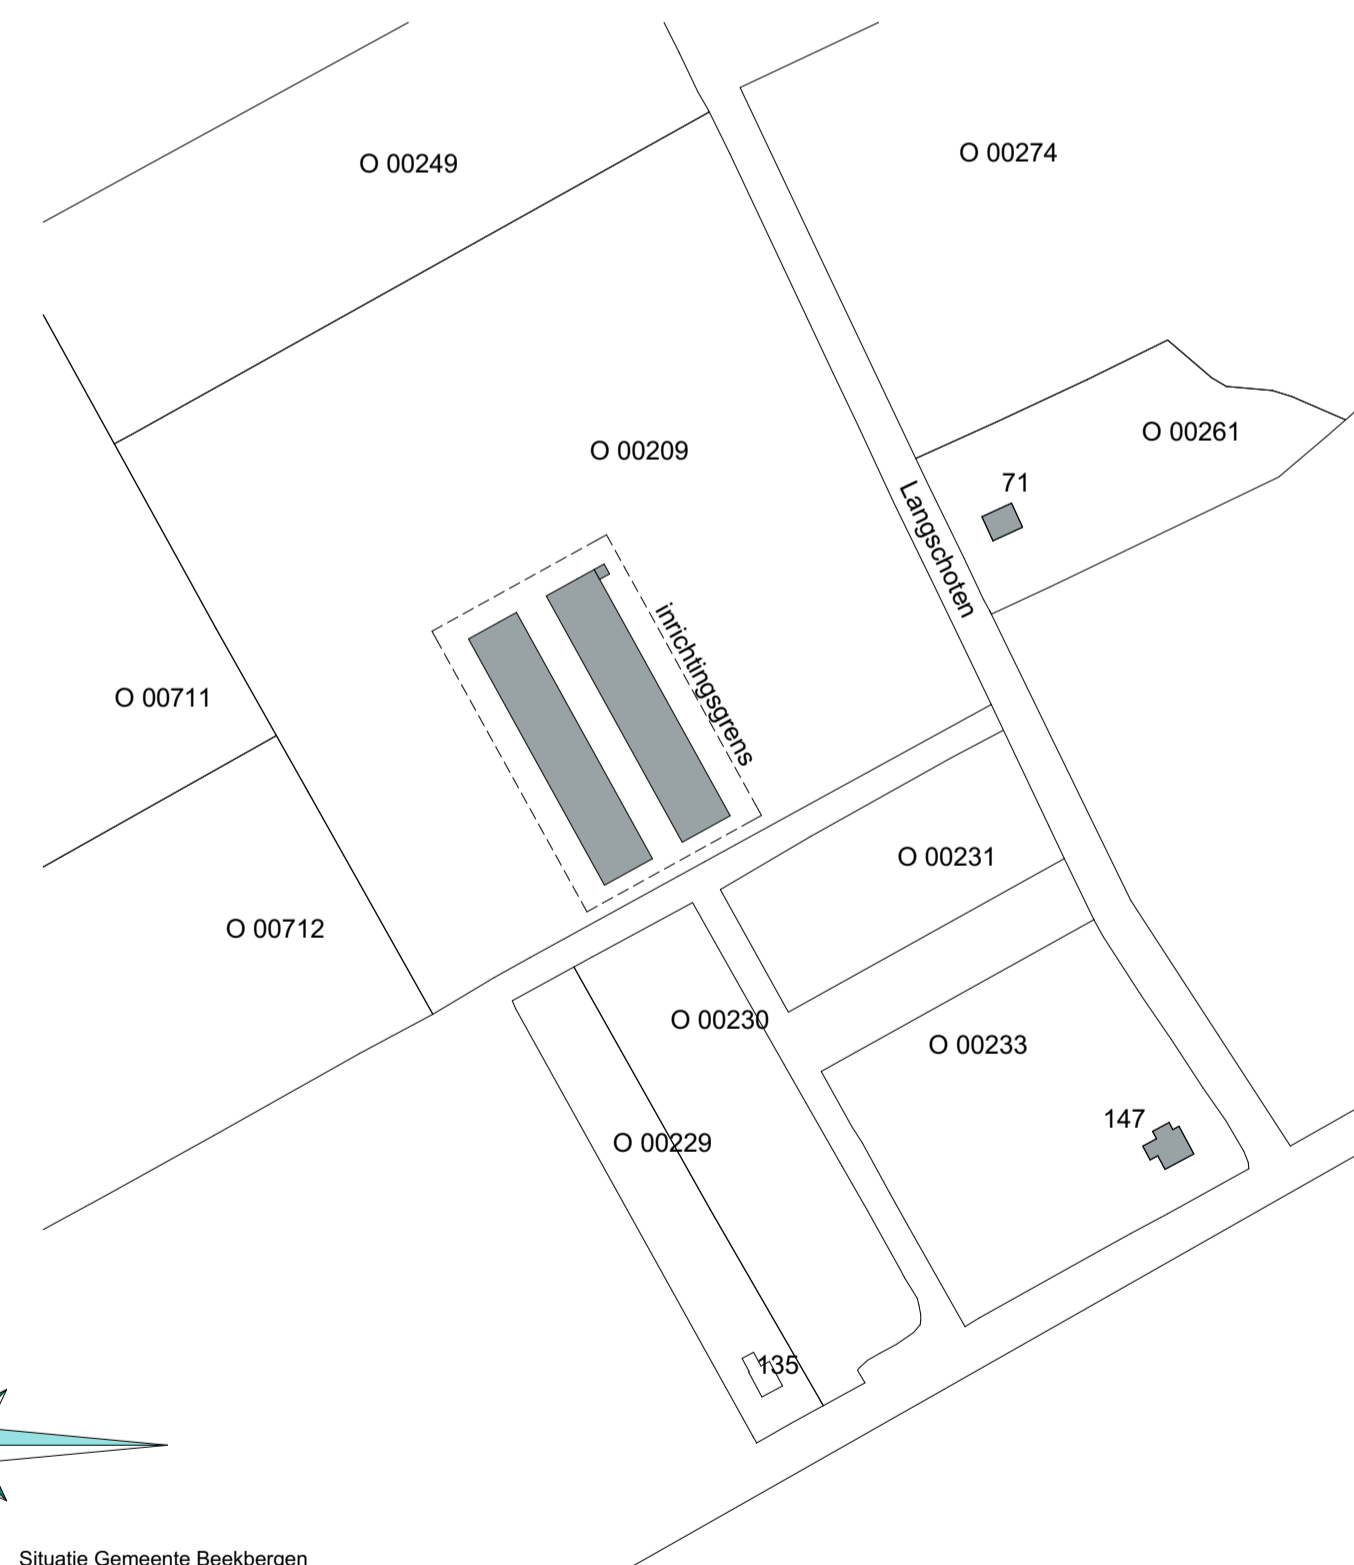 O 00249
O 00274
O 00209
O 00261
71
Langschoten
inrichtingsgrens
O 00711
O 00231
O 00712
O 00230
O 00233
147
O 00229
135
Situatie Gemeente Beekbergen